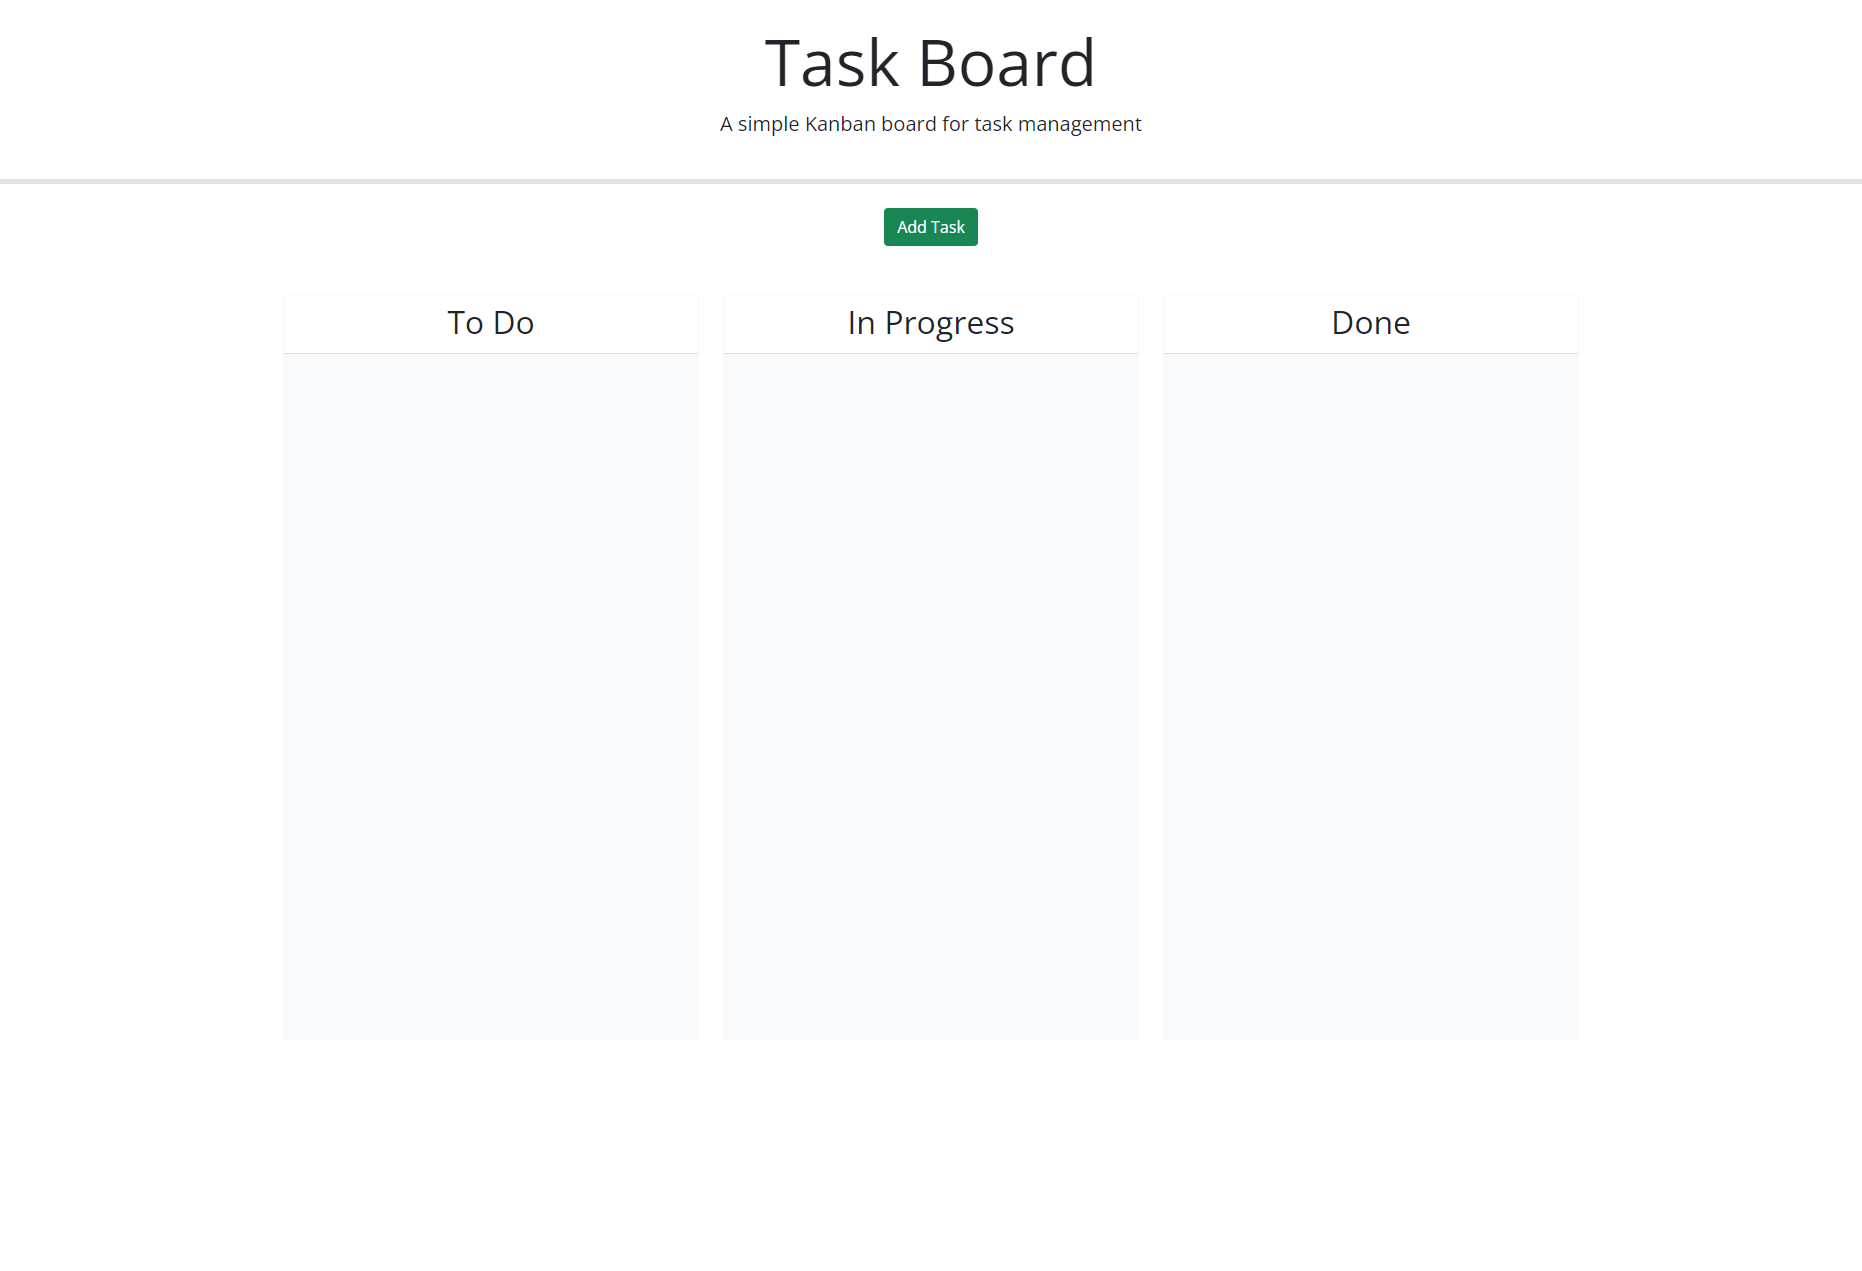 Task Board
A simple Kanban board for task management
Add Task
To Do
In Progress
Done